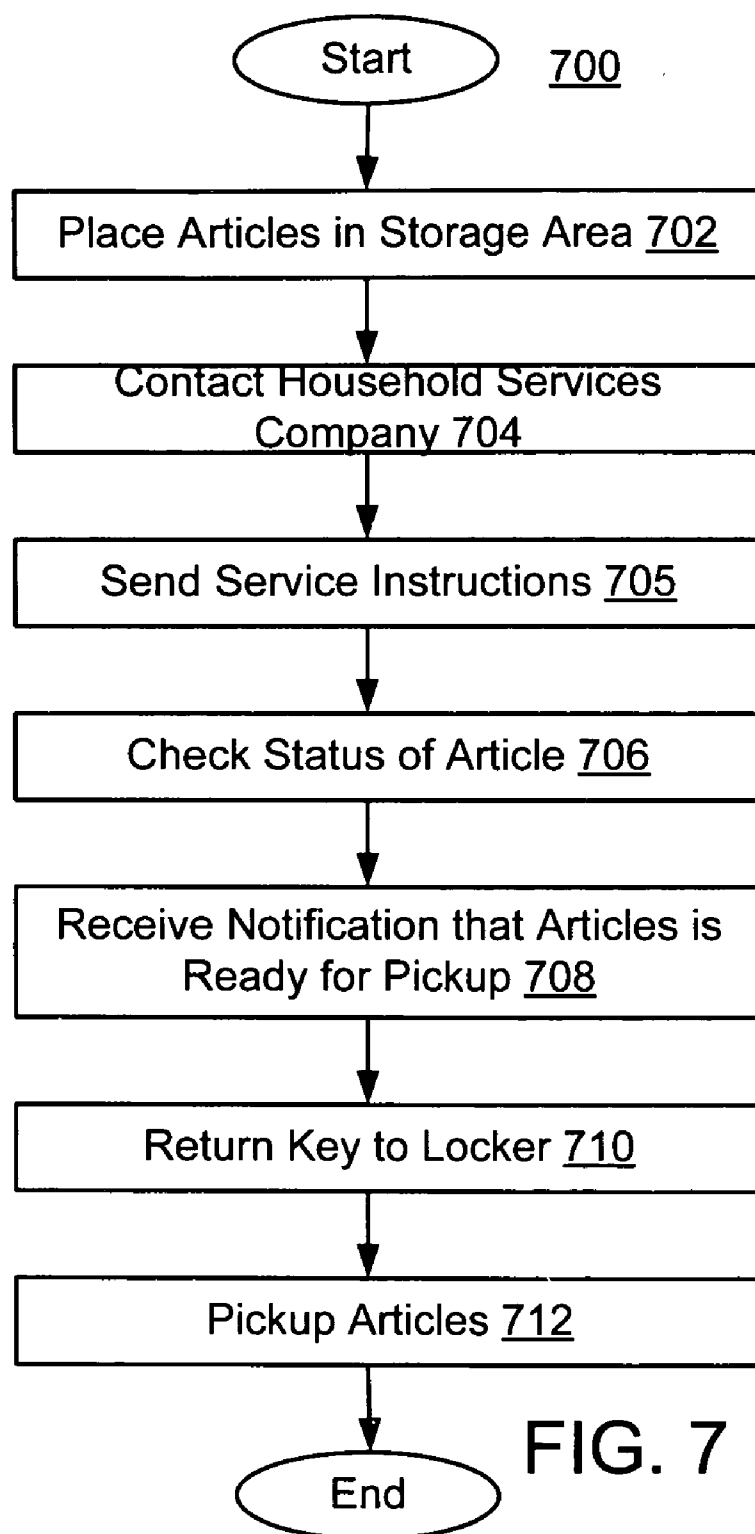 Start
700
Place Articles in Storage Area 702
Contact Household Services
Company 704
Send Service Instructions 705
Check Status of Article 706
Receive Notification that Articles is
Ready for Pickup 708
Return Key to Locker 710
Pickup Articles 712
FIG. 7
End